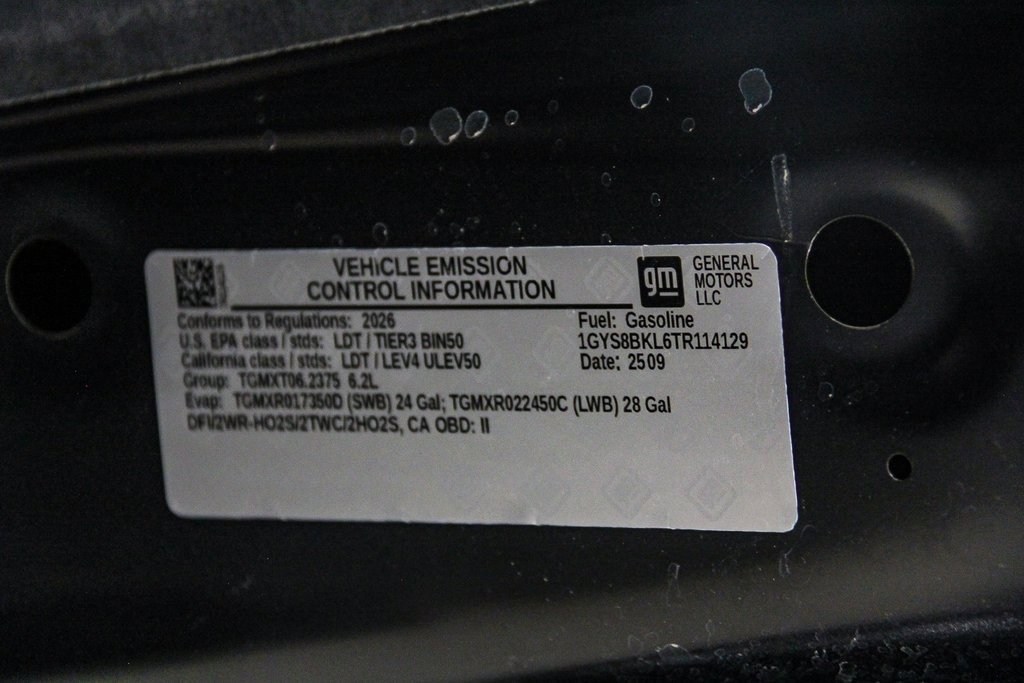 VEHICLE EMISSION
CONTROL INFORMATION
gm
GENERAL
MOTORS
LLC
Conforms to Regulations: 2026
U.S. EPA class / stds: LDT / TIER3 BIN50
California class / stds: LDT / LEV4 ULEV50
Group: TGMXT06.2375 6.2L
Evap: TGMXR017350D (SWB) 24 Gal; TGMXR022450C (LWB) 28 Gal
DFI/2WR-HO2S/2TWC/2HO2S, CA OBD: II
Fuel: Gasoline
1GYS8BKL6TR114129
Date: 2509